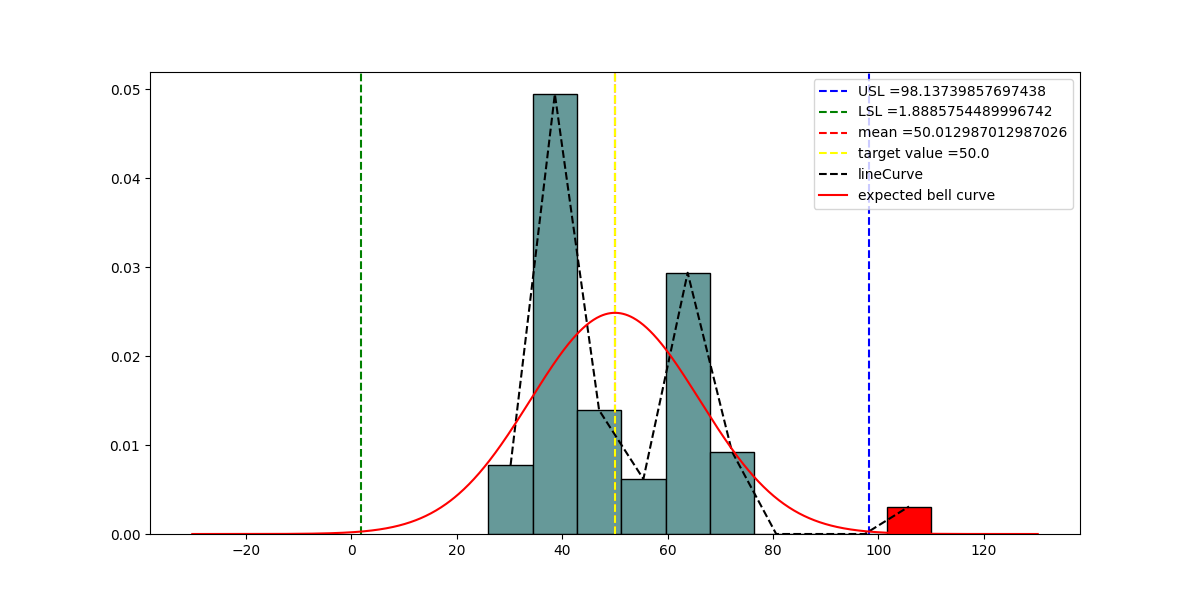 USL =98.13739857697438
LSL =1.8885754489996742
mean =50.012987012987026
target value =50.0
lineCurve
expected bell curve
0.05
0.04
0.03
0.02
0.01
0.00
−20 0 20 40 60 80 100 120